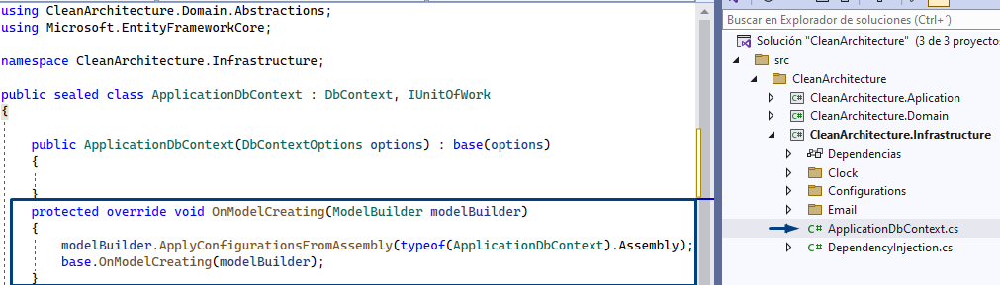 using CleanArchitecture.Domain.Abstractions;
using Microsoft.EntityFrameworkCore;
namespace CleanArchitecture.Infrastructure;
public sealed class ApplicationDbContext : DbContext, IUnitOfWork
{
public ApplicationDbContext(DbContextOptions options) : base(options)
{
}
protected override void OnModelCreating(ModelBuilder modelBuilder)
{
modelBuilder.ApplyConfigurationsFromAssembly(typeof(ApplicationDbContext).Assembly);
base.OnModelCreating(modelBuilder);
}
Buscar en Explorador de soluciones (Ctrl+´)
Solución "CleanArchitecture" (3 de 3 proyectos
src
CleanArchitecture
C# CleanArchitecture.Aplication
C# CleanArchitecture.Domain
C# CleanArchitecture.Infrastructure
Dependencias
Clock
Configurations
Email
C# ApplicationDbContext.cs
C# DependencyInjection.cs